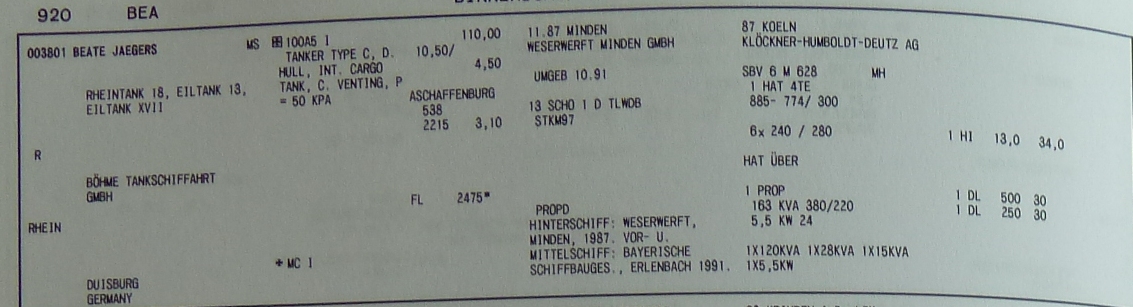 920 BEA
003801 BEATE JAEGERS MS 100A5 I 110,00 11.87 MINDEN 87 KOELN
TANKER TYPE C, D. 10,50/ WESERWERFT MINDEN GMBH KLÖCKNER-HUMBOLDT-DEUTZ AG
HULL, INT. CARGO 4,50
RHEINTANK 18, EILTANK 13, TANK, C. VENTING, P UMGEB 10.91 SBV 6 M 628 MH
EILTANK XVII = 50 KPA ASCHAFFENBURG 1 HAT 4TE
538 13 SCHO 1 D TLWDB 885- 774/ 300
2215 3,10 STKM97
6x 240 / 280 1 HI 13,0 34,0
R
HAT ÜBER
BÖHME TANKSCHIFFAHRT
GMBH FL 2475" 1 PROP 1 DL 500 30
PROPD 163 KVA 380/220 1 DL 250 30
RHEIN HINTERSCHIFF: WESERWERFT, 5,5 KW 24
MINDEN, 1987. VOR- U.
MITTELSCHIFF: BAYERISCHE 1X120KVA 1X28KVA 1X15KVA
+ MC I SCHIFFBAUGES., ERLENBACH 1991. 1X5,5KW
DUISBURG
GERMANY